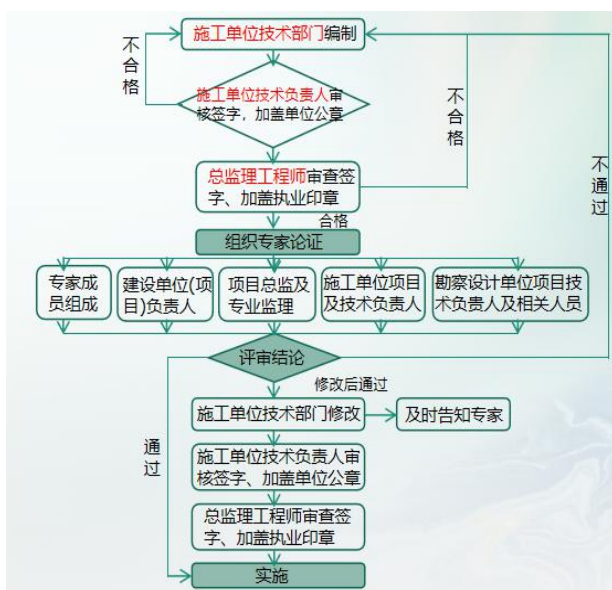 施工单位技术部门编制
不合格
施工单位技术负责人审
核签字，加盖单位公章
不合格
不通过
总监理工程师审查签
字、加盖执业印章
合格
组织专家论证
专家成
员组成
建设单位(项
目)负责人
项目总监及
专业监理
施工单位项目
及技术负责人
勘察设计单位项目技
术负责人及相关人员
评审结论
修改后通过
施工单位技术部门修改
及时告知专家
通过
施工单位技术负责人审
核签字、加盖单位公章
总监理工程师审查签
字、加盖执业印章
实施